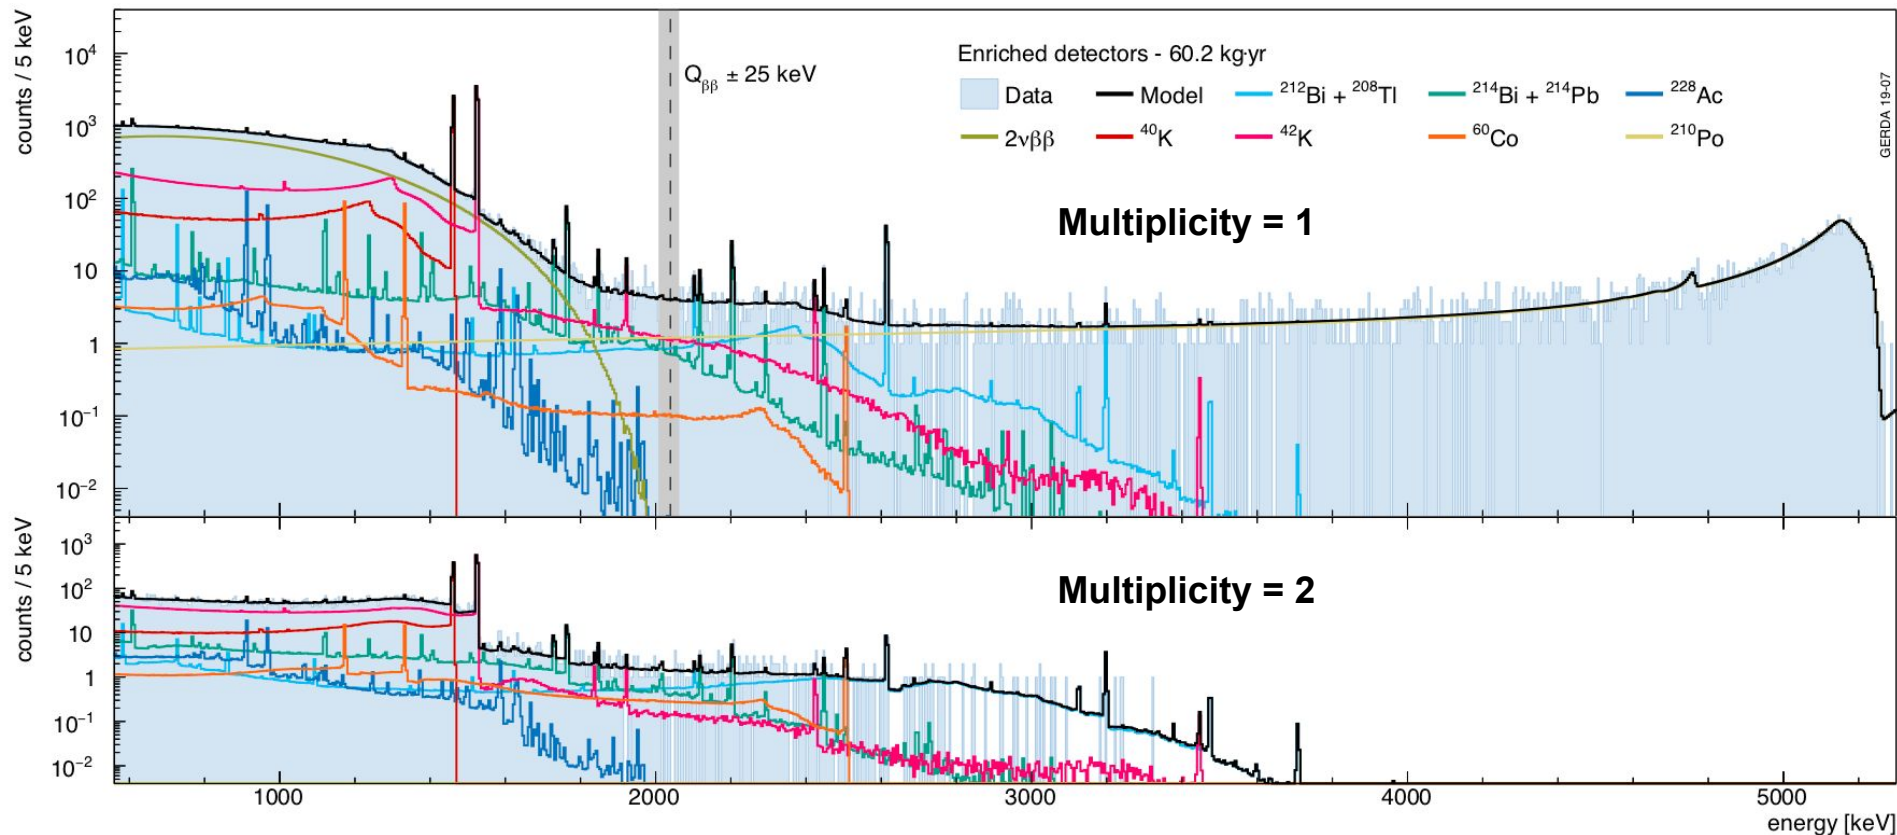 counts / 5 keV
10⁴
10³
10²
10
1
10⁻¹
10⁻²
Q_ββ ± 25 keV
Enriched detectors - 60.2 kg·yr
Data
Model
²¹²Bi + ²⁰⁸Tl
²¹⁴Bi + ²¹⁴Pb
²²⁸Ac
2νββ
⁴⁰K
⁴²K
⁶⁰Co
²¹⁰Po
GERDA 19-07
Multiplicity = 1
counts / 5 keV
10³
10²
10
1
10⁻¹
10⁻²
Multiplicity = 2
1000 2000 3000 4000 5000
energy [keV]